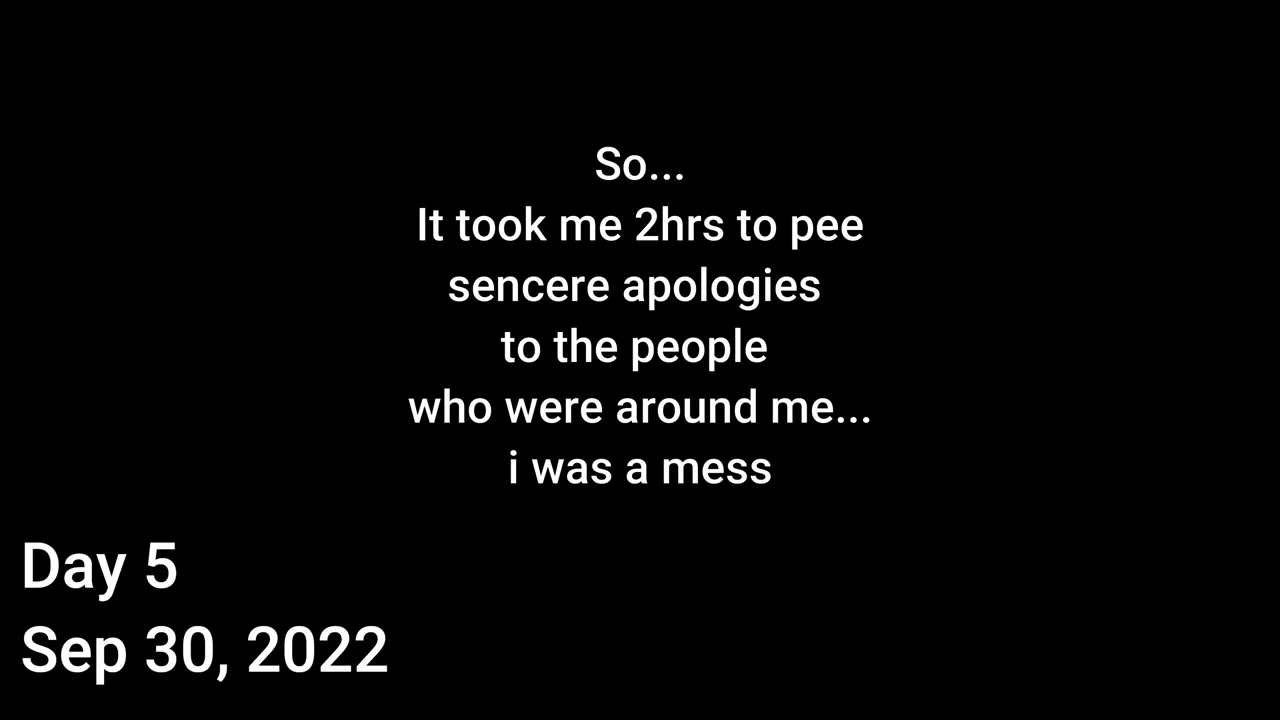 So...
It took me 2hrs to pee
sencere apologies
to the people
who were around me...
i was a mess
Day 5
Sep 30, 2022